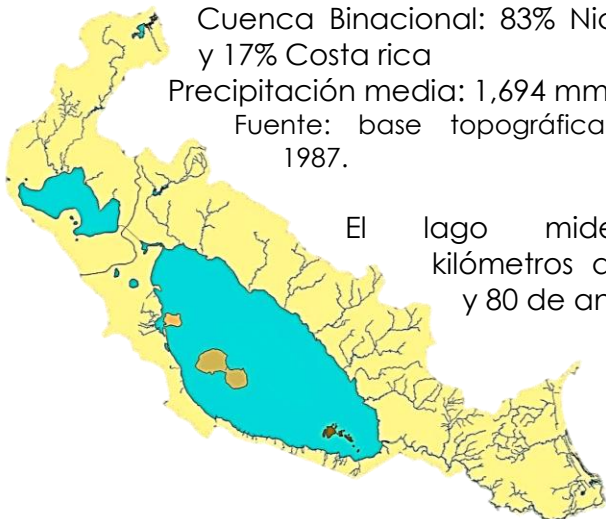 Cuenca Binacional: 83% Nic
y 17% Costa rica
Precipitación media: 1,694 mm
Fuente: base topográfica
1987.
El lago mide
kilómetros
y 80 de an